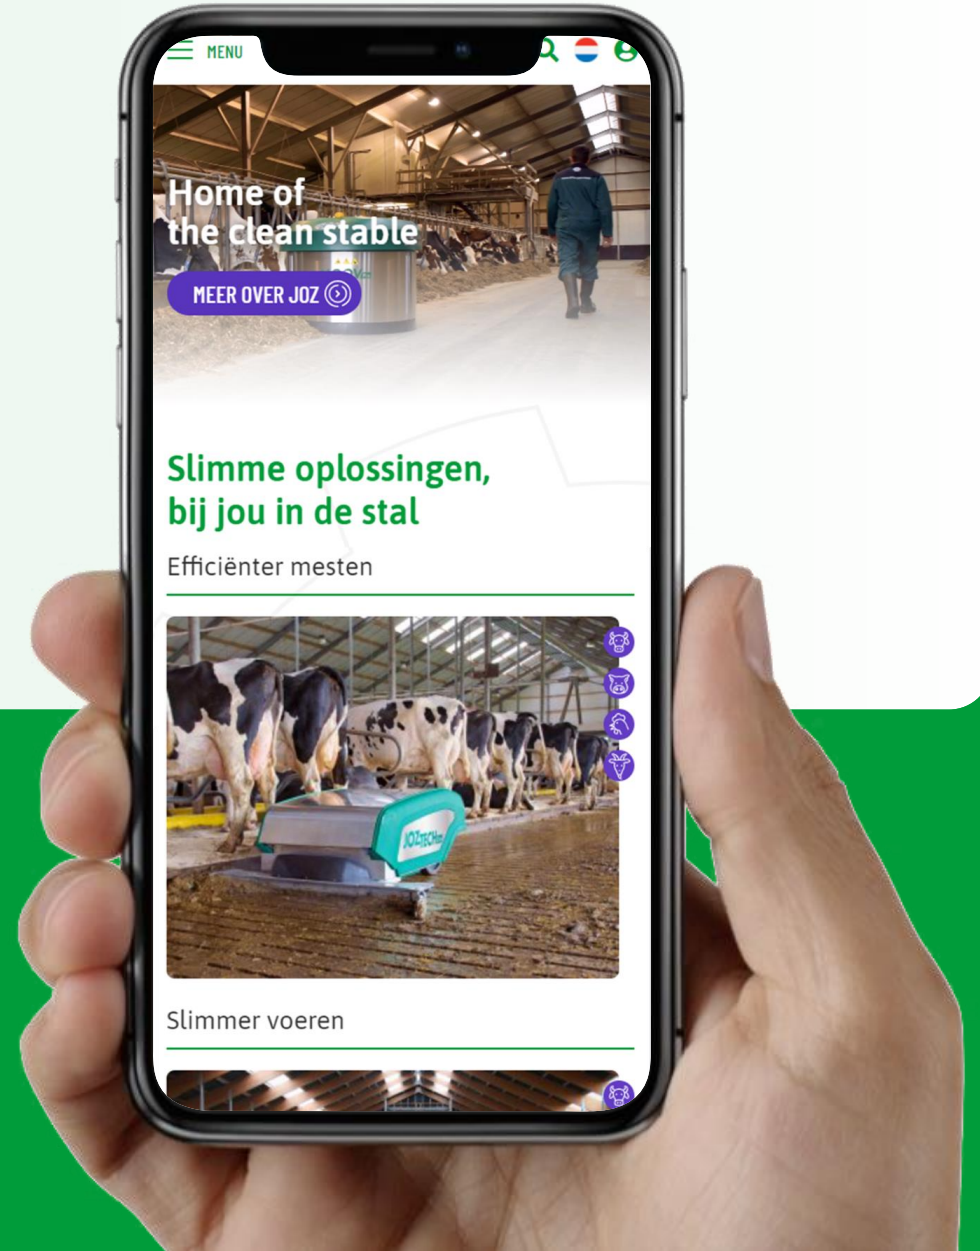 MENU
Home of
the clean stable
MEER OVER JOZ
Slimme oplossingen,
bij jou in de stal
Efficiënter mesten
JOZTECH
Slimmer voeren